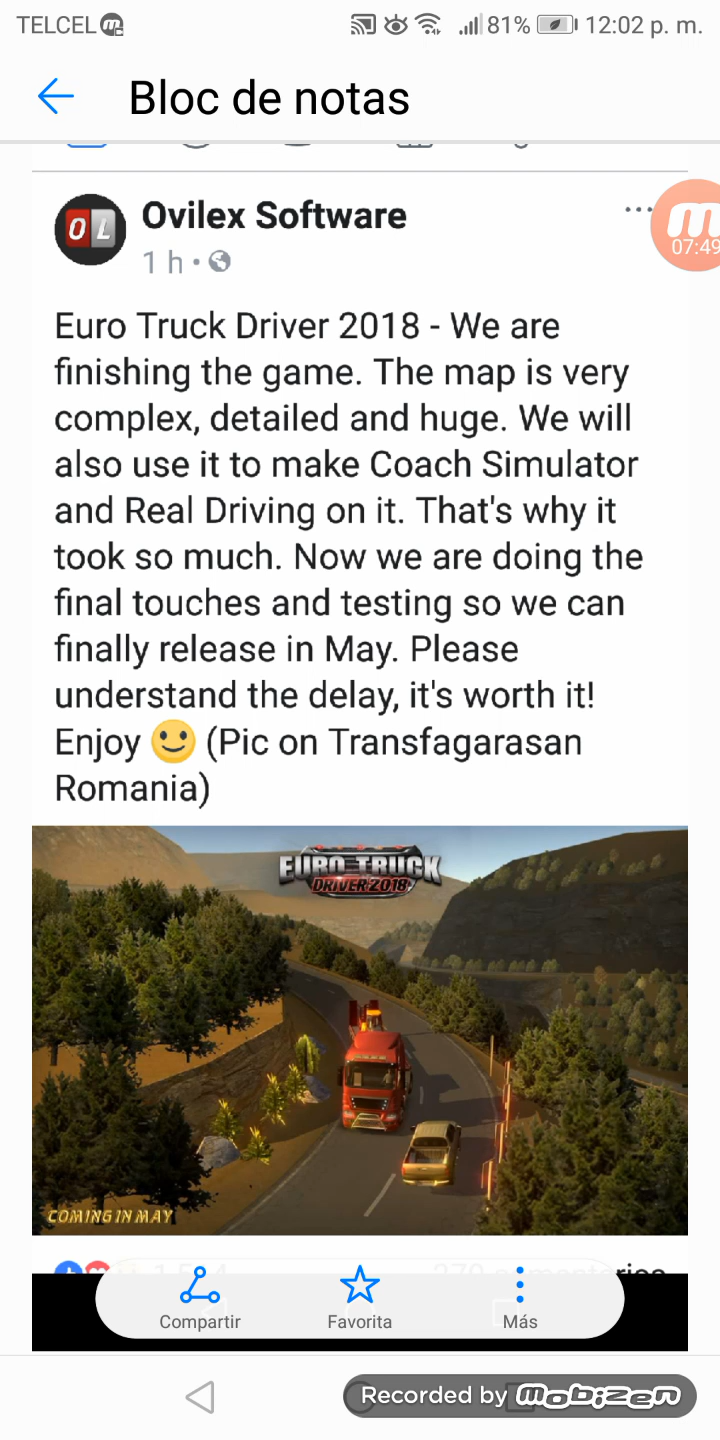 TELCEL
81%
12:02 p. m.
Bloc de notas
OL
Ovilex Software
1 h
07:49
Euro Truck Driver 2018 - We are
finishing the game. The map is very
complex, detailed and huge. We will
also use it to make Coach Simulator
and Real Driving on it. That's why it
took so much. Now we are doing the
final touches and testing so we can
finally release in May. Please
understand the delay, it's worth it!
Enjoy 🙂 (Pic on Transfagarasan
Romania)
EURO TRUCK
DRIVER 2018
COMING IN MAY
Compartir
Favorita
Más
Recorded by mobizen